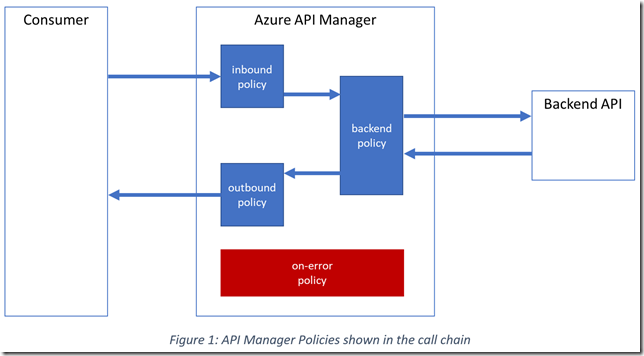 Consumer
Azure API Manager
inbound
policy
backend
policy
Backend API
outbound
policy
on-error
policy
Figure 1: API Manager Policies shown in the call chain